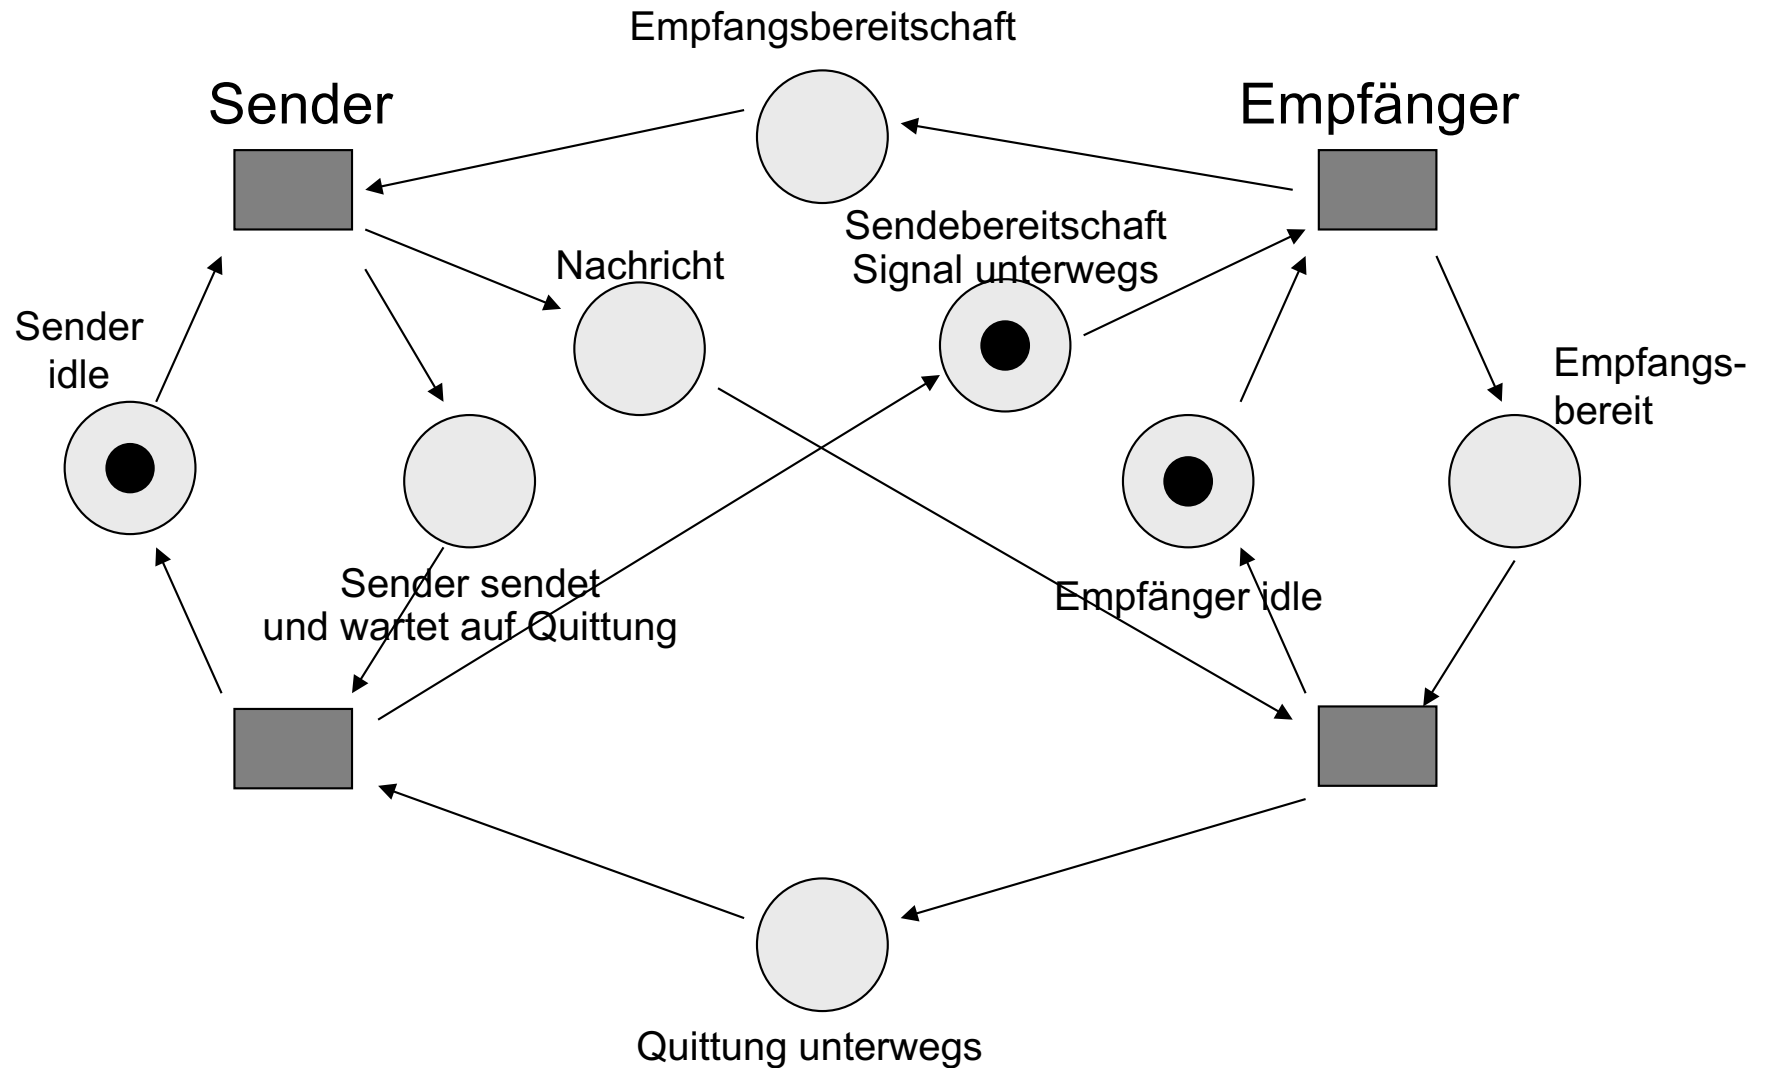 Empfangsbereitschaft
Sender
Empfänger
Sendebereitschaft
Signal unterwegs
Nachricht
Sender
idle
Empfangs-
bereit
Sender sendet
und wartet auf Quittung
Empfänger idle
Quittung unterwegs